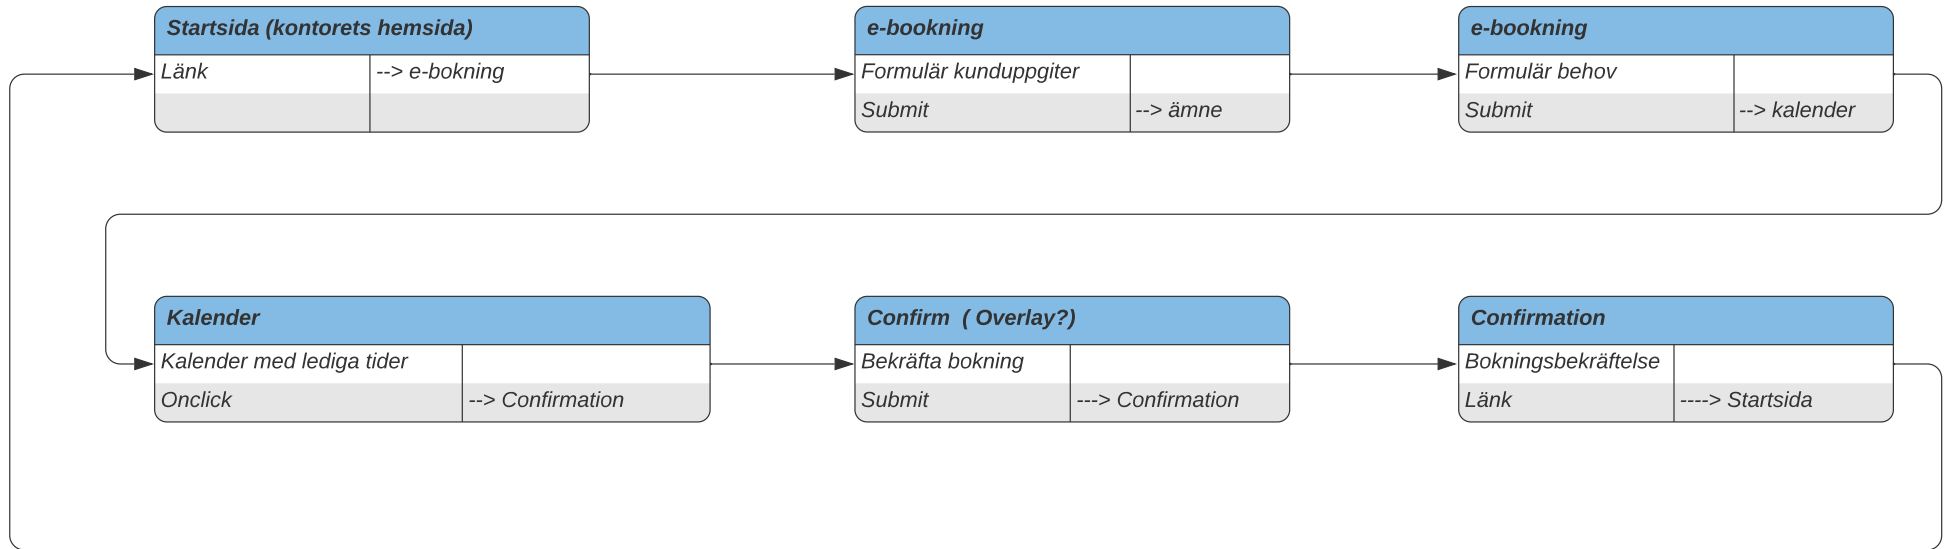 Startsida (kontorets hemsida)
Länk --> e-bokning
e-bookning
Formulär kunduppgiter
Submit --> ämne
e-bookning
Formulär behov
Submit --> kalender
Kalender
Kalender med lediga tider
Onclick --> Confirmation
Confirm ( Overlay?)
Bekräfta bokning
Submit ---> Confirmation
Confirmation
Bokningsbekräftelse
Länk ----> Startsida